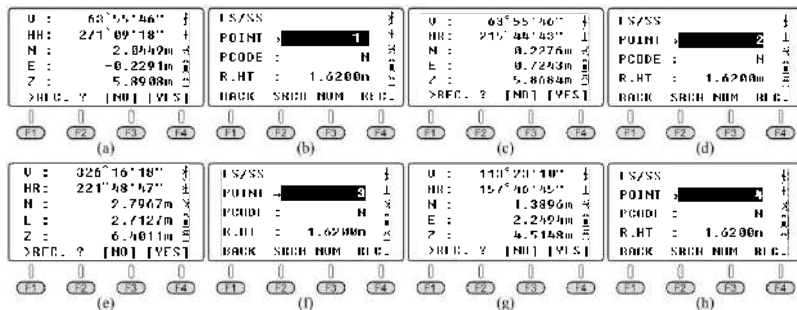 V : 63°55'46"
HR: 271°09'18"
N : 2.0449m
E : -0.2291m
Z : 5.8908m
>REC. ? [NO] [YES]
F1 F2 F3 F4
(a)
FS/SS
POINT → 1
PCODE : N
R.HT : 1.6200m
BACK SRCH NUM REC.
F1 F2 F3 F4
(b)
V : 63°55'46"
HR: 215°44'43"
N : 0.2276m
E : 0.7243m
Z : 5.8684m
>REC. ? [NO] [YES]
F1 F2 F3 F4
(c)
FS/SS
POINT → 2
PCODE : N
R.HT : 1.6200m
BACK SRCH NUM REC.
F1 F2 F3 F4
(d)
V : 326°16'18"
HR: 221°48'47"
N : 2.7967m
E : 2.7127m
Z : 6.4011m
>REC. ? [NO] [YES]
F1 F2 F3 F4
(e)
FS/SS
POINT → 3
PCODE : N
R.HT : 1.6200m
BACK SRCH NUM REC.
F1 F2 F3 F4
(f)
V : 113°23'10"
HR: 157°46'45"
N : 1.3896m
E : 2.2494m
Z : 4.5148m
>REC. ? [NO] [YES]
F1 F2 F3 F4
(g)
FS/SS
POINT → 4
PCODE : N
R.HT : 1.6200m
BACK SRCH NUM REC.
F1 F2 F3 F4
(h)